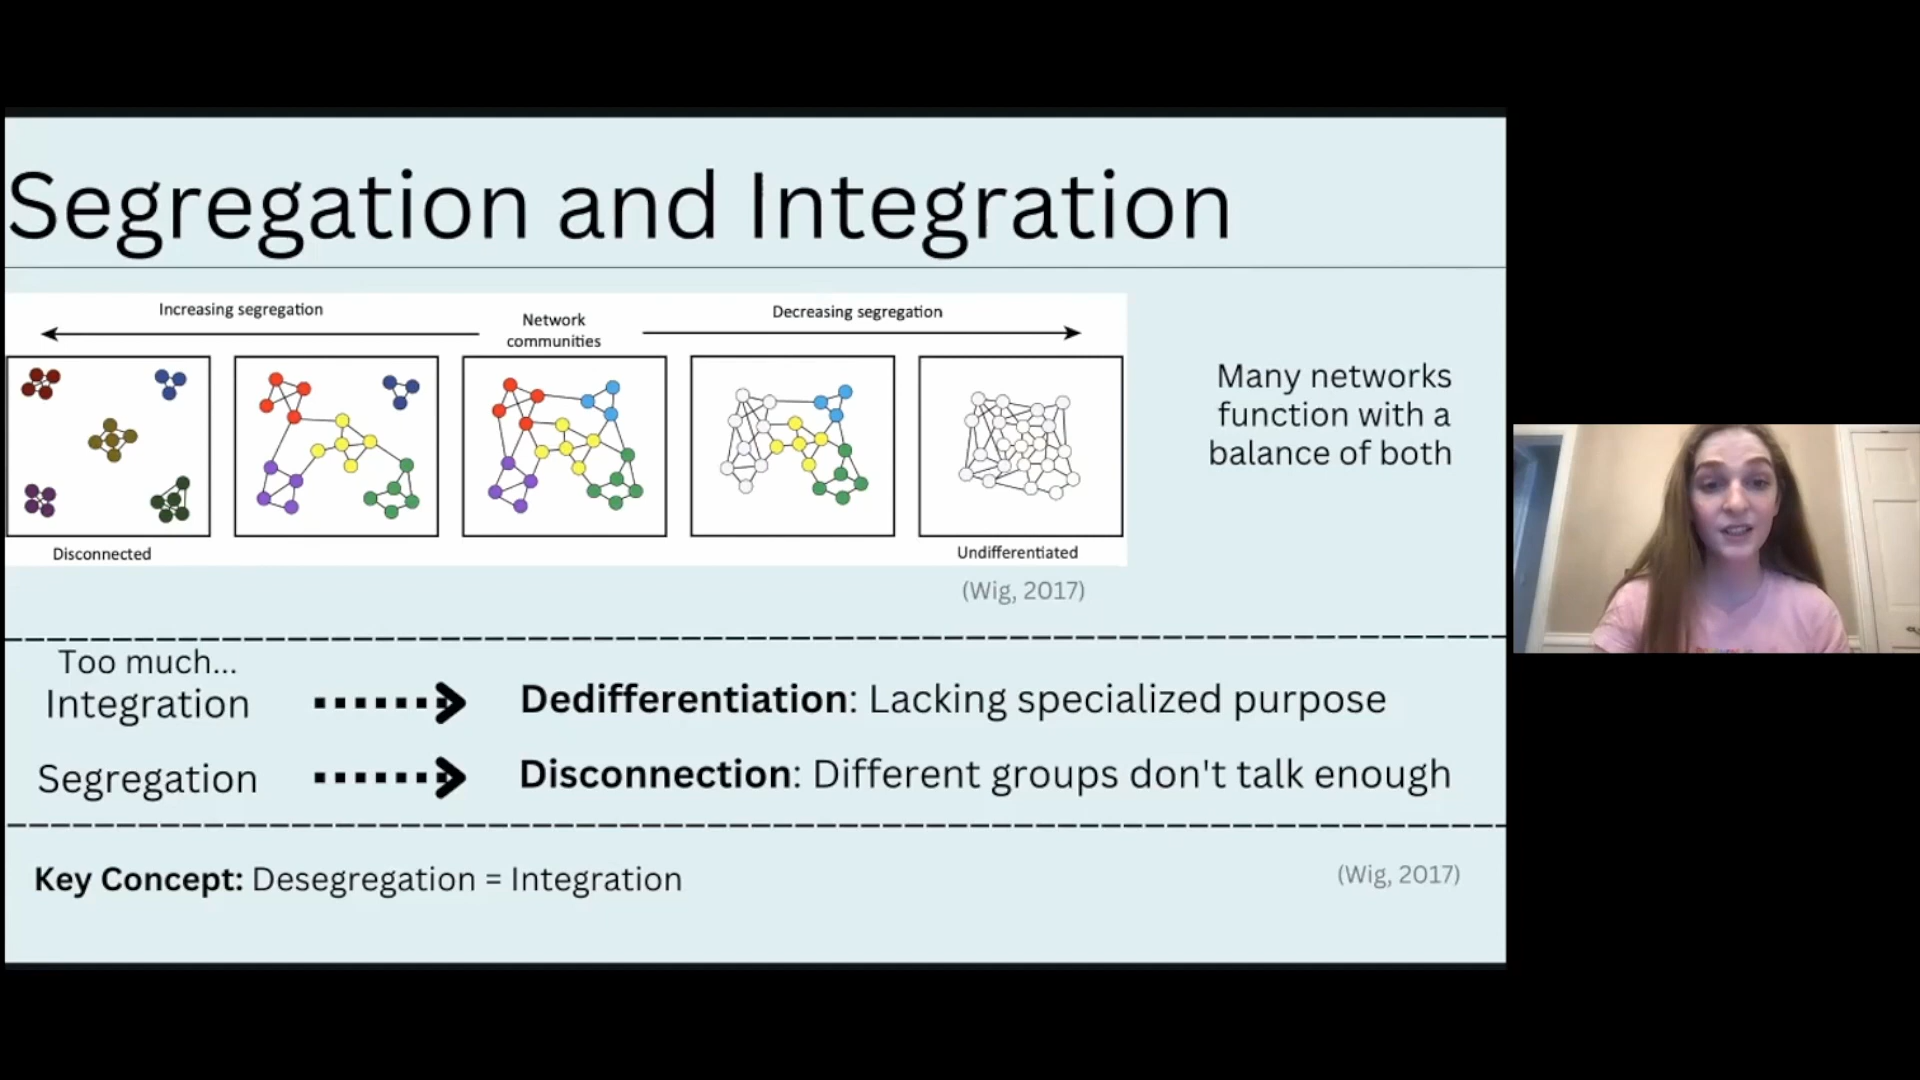 Segregation and Integration
Increasing segregation
Network
communities
Decreasing segregation
Disconnected
Undifferentiated
(Wig, 2017)
Many networks
function with a
balance of both
Too much...
Integration
Dedifferentiation: Lacking specialized purpose
Segregation
Disconnection: Different groups don't talk enough
Key Concept: Desegregation = Integration
(Wig, 2017)